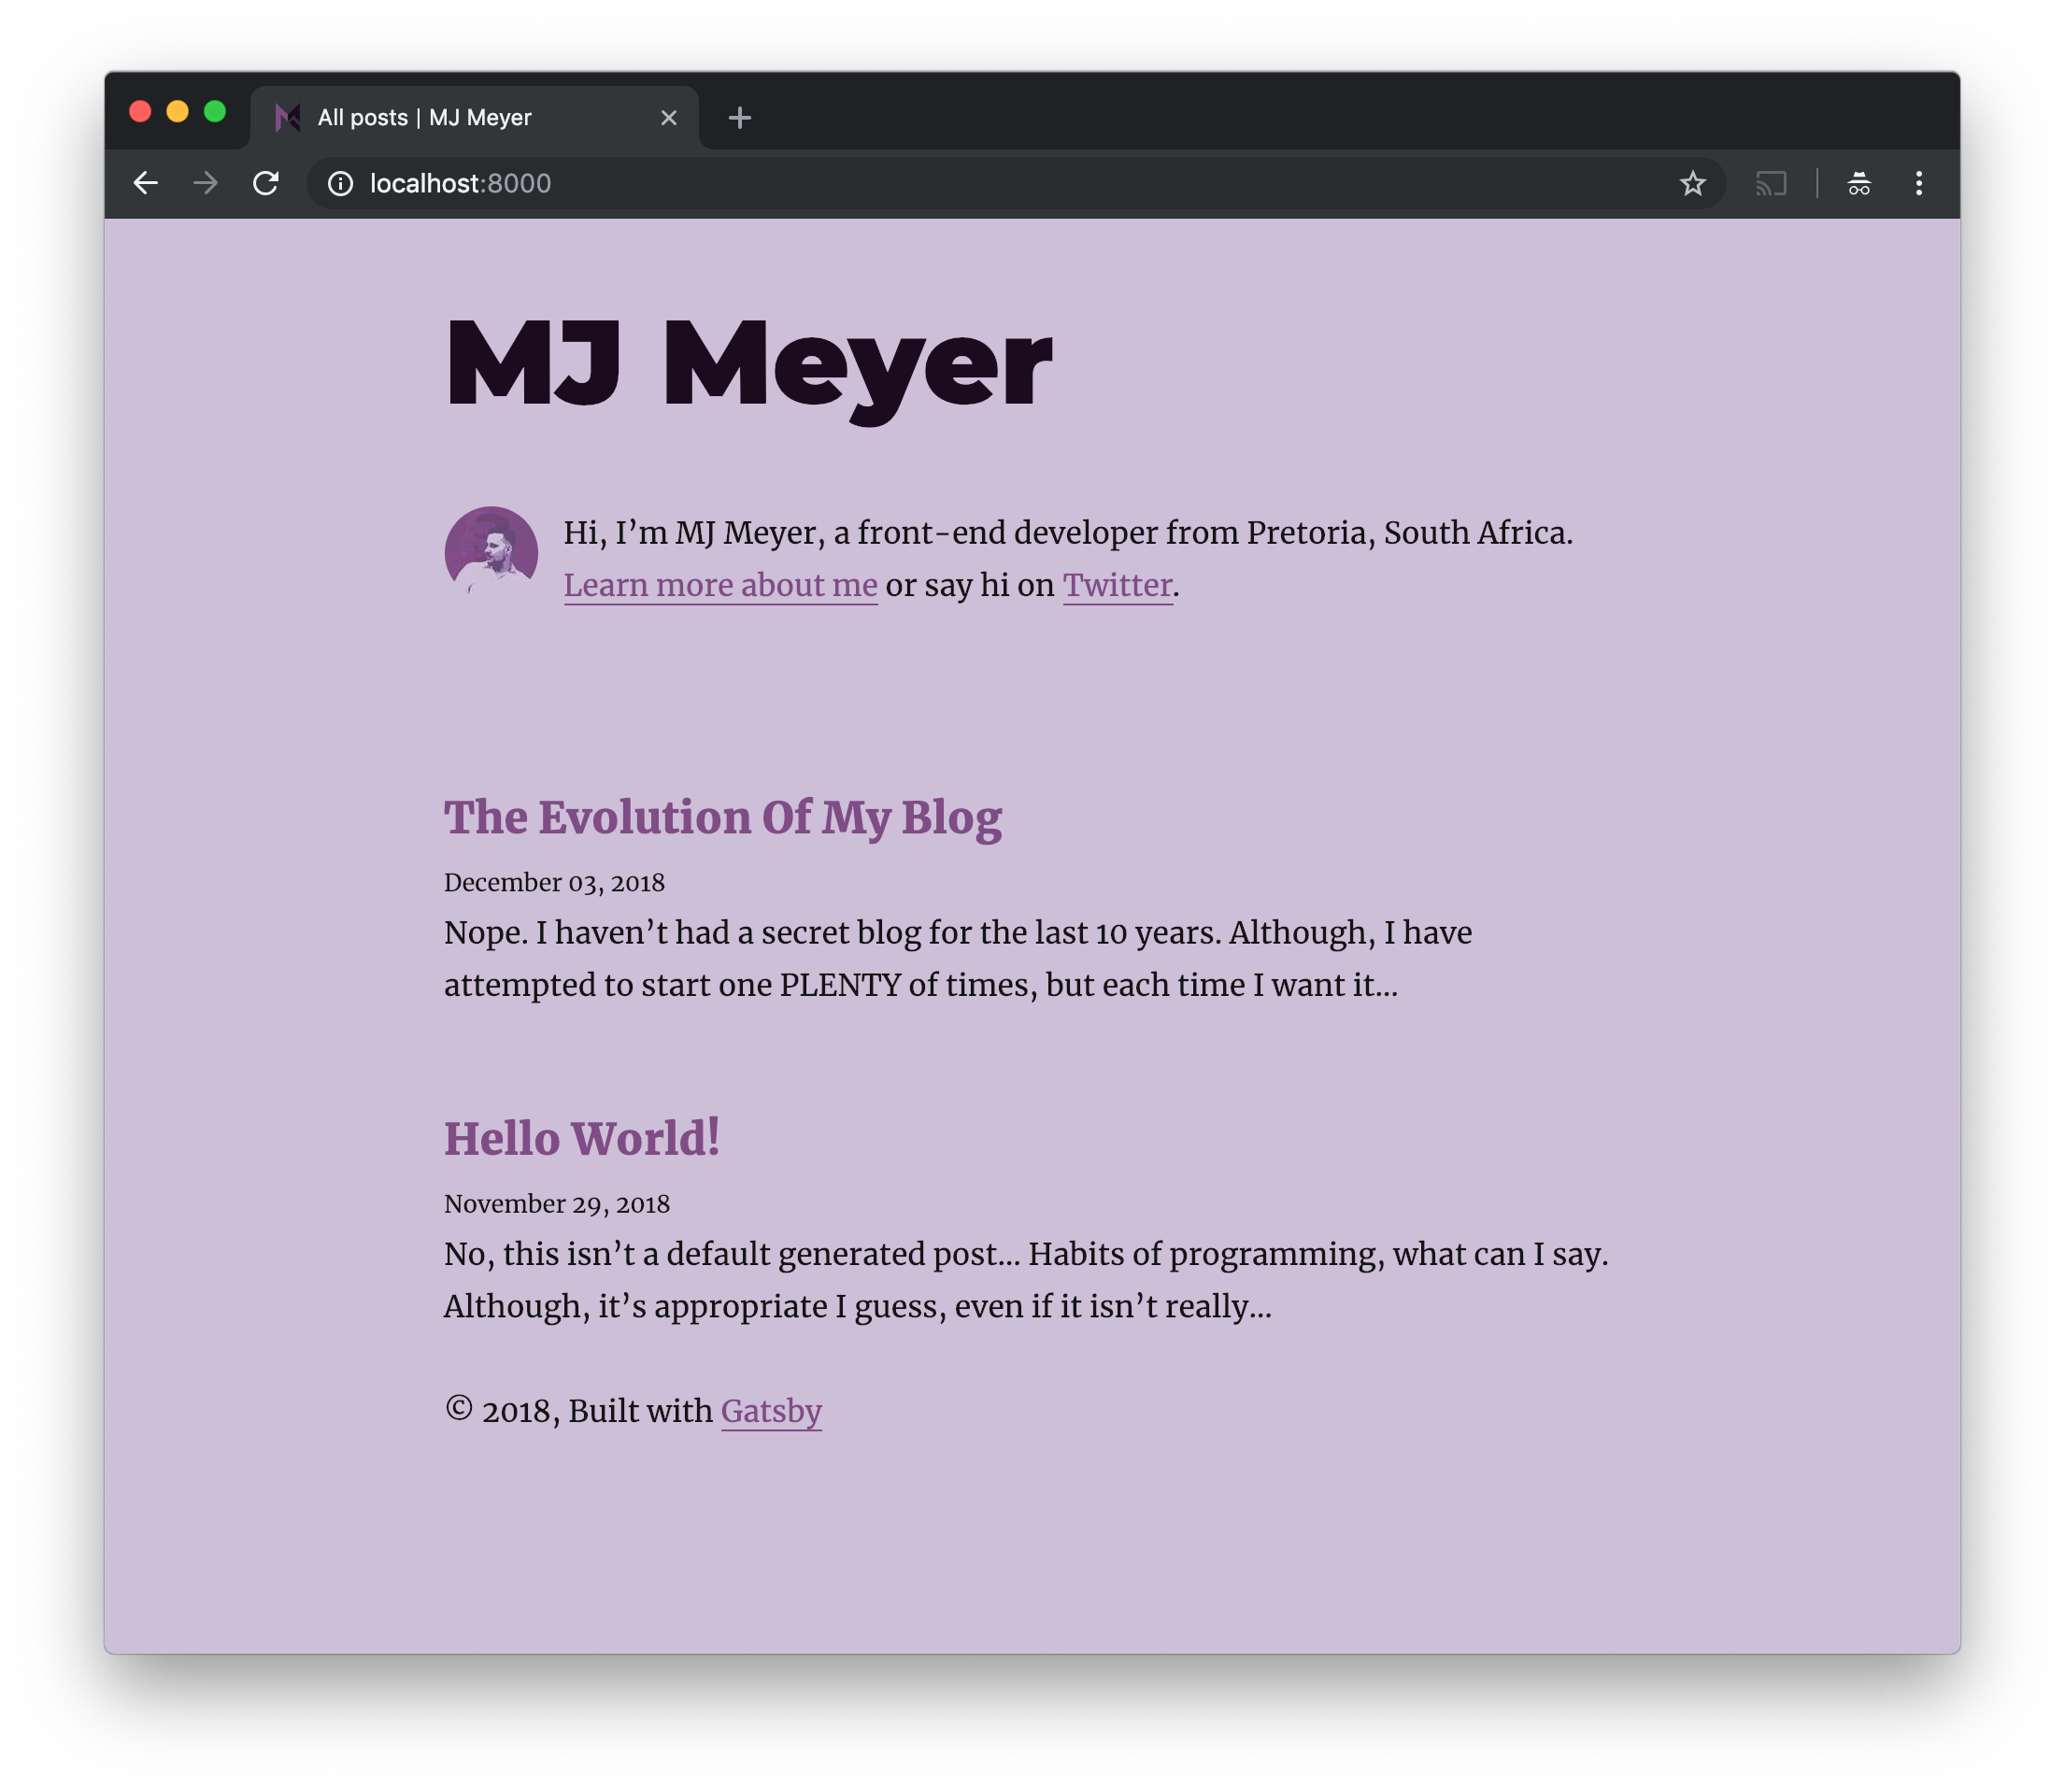 All posts | MJ Meyer
localhost:8000
MJ Meyer
Hi, I’m MJ Meyer, a front-end developer from Pretoria, South Africa.
Learn more about me or say hi on Twitter.
The Evolution Of My Blog
December 03, 2018
Nope. I haven’t had a secret blog for the last 10 years. Although, I have
attempted to start one PLENTY of times, but each time I want it…
Hello World!
November 29, 2018
No, this isn’t a default generated post… Habits of programming, what can I say.
Although, it’s appropriate I guess, even if it isn’t really…
© 2018, Built with Gatsby